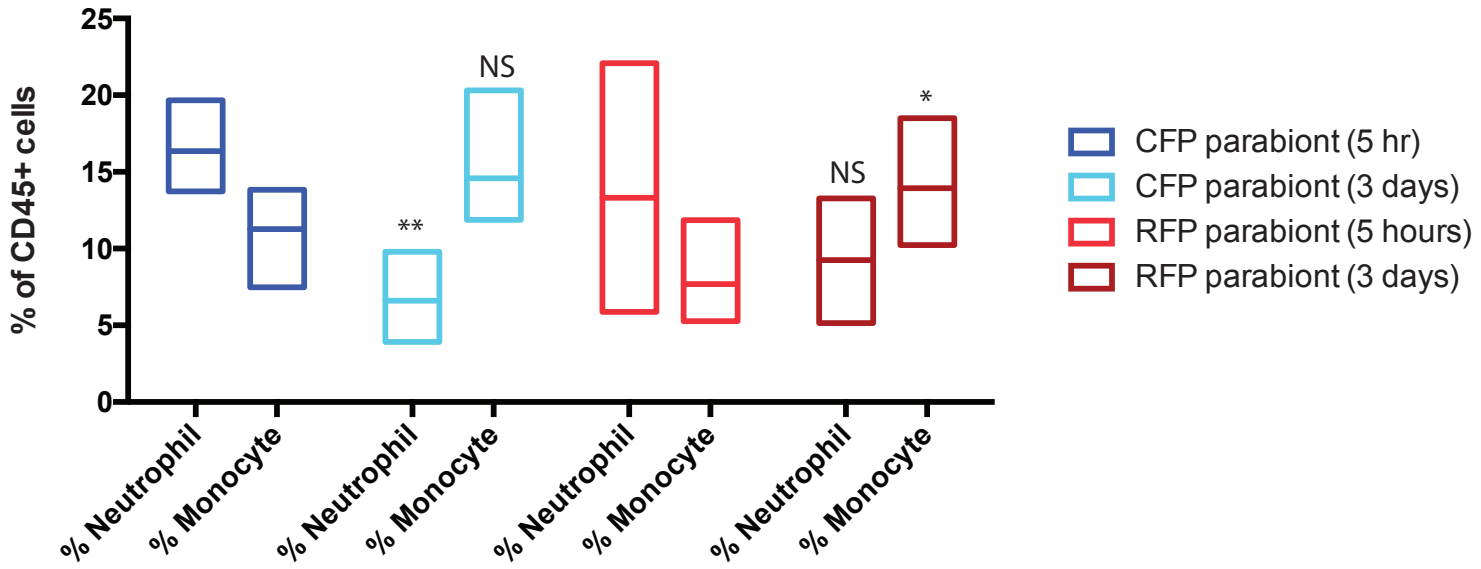 % of CD45+ cells
25
20
15
10
5
0
NS
**
NS
*
% Neutrophil
% Monocyte
% Neutrophil
% Monocyte
% Neutrophil
% Monocyte
% Neutrophil
% Monocyte
CFP parabiont (5 hr)
CFP parabiont (3 days)
RFP parabiont (5 hours)
RFP parabiont (3 days)